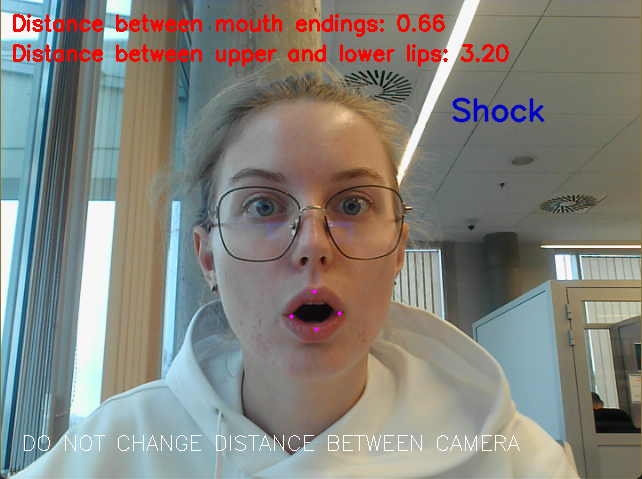 Distance between mouth endings: 0.66
Distance between upper and lower lips: 3.20
Shock
DO NOT CHANGE DISTANCE BETWEEN CAMERA